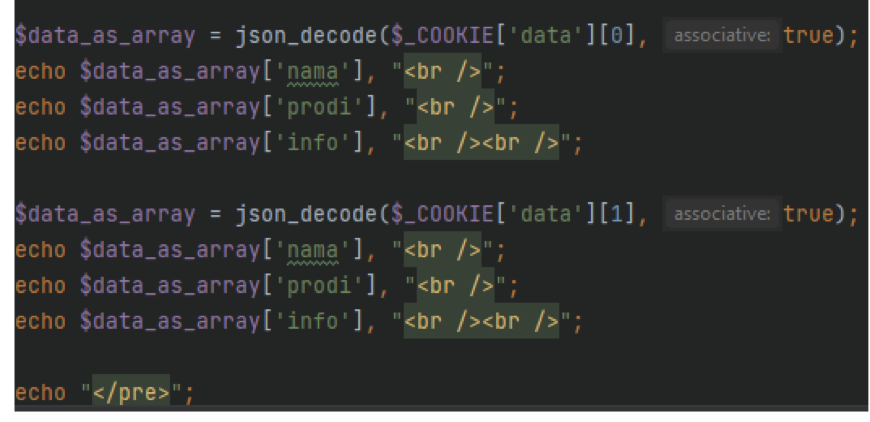 $data_as_array = json_decode($_COOKIE['data'][0], associative: true);
echo $data_as_array['nama'], "<br />";
echo $data_as_array['prodi'], "<br />";
echo $data_as_array['info'], "<br /><br />";
$data_as_array = json_decode($_COOKIE['data'][1], associative: true);
echo $data_as_array['nama'], "<br />";
echo $data_as_array['prodi'], "<br />";
echo $data_as_array['info'], "<br /><br />";
echo "</pre>";